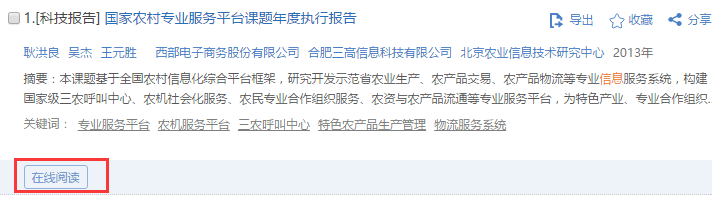 1.[科技报告] 国家农村专业服务平台课题年度执行报告 导出 收藏 分享
耿洪良 吴杰 王元胜 西部电子商务股份有限公司 合肥三高信息科技有限公司 北京农业信息技术研究中心 2013年
摘要：本课题基于全国农村信息化综合平台框架，研究开发示范省农业生产、农产品交易、农产品物流等专业信息服务系统，构建
国家级三农呼叫中心、农机社会化服务、农民专业合作组织服务、农资与农产品流通等专业服务平台，为特色产业、专业合作组织...
关键词： 专业服务平台 农机服务平台 三农呼叫中心 特色农产品生产管理 物流服务系统
在线阅读